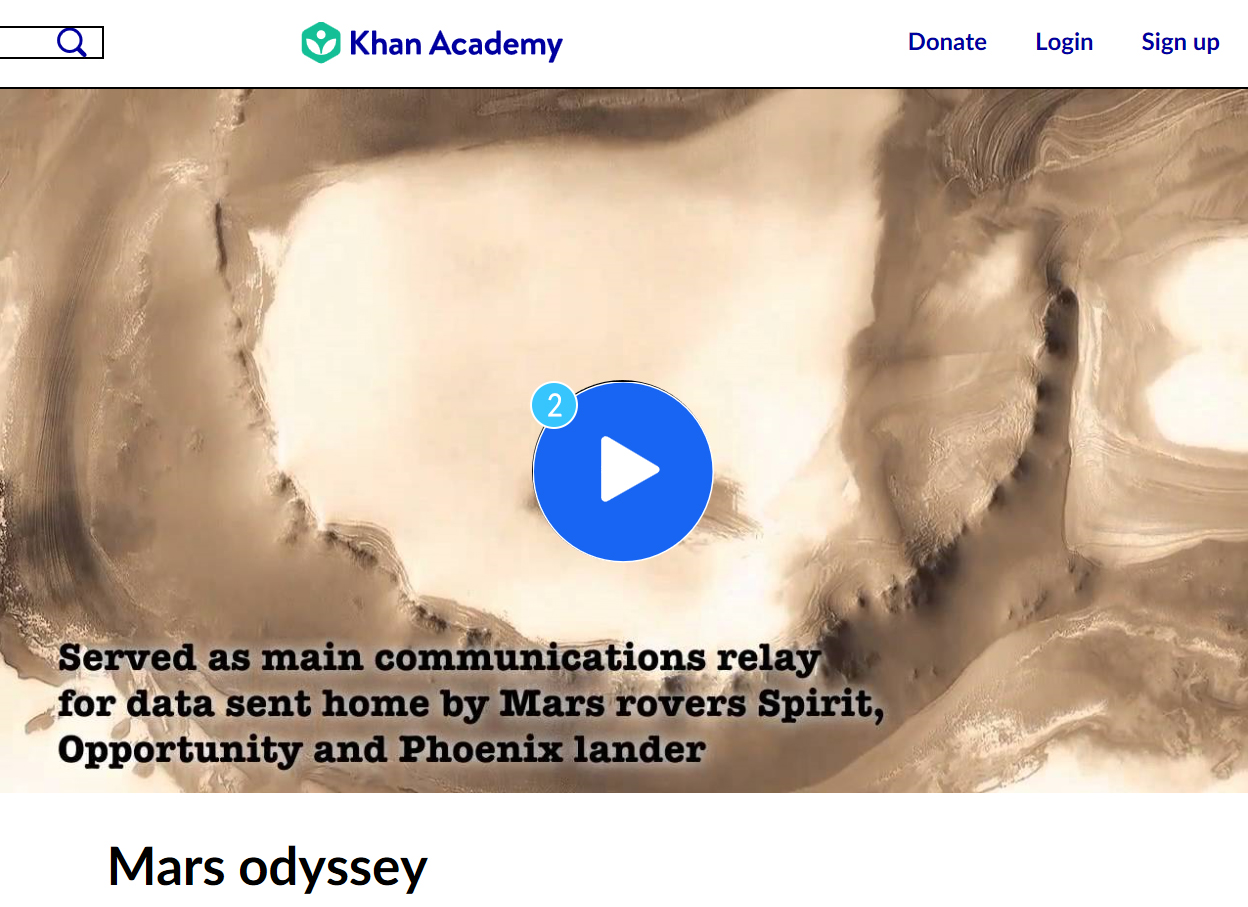 Khan Academy
Donate Login Sign up
2
Served as main communications relay
for data sent home by Mars rovers Spirit,
Opportunity and Phoenix lander
Mars odyssey